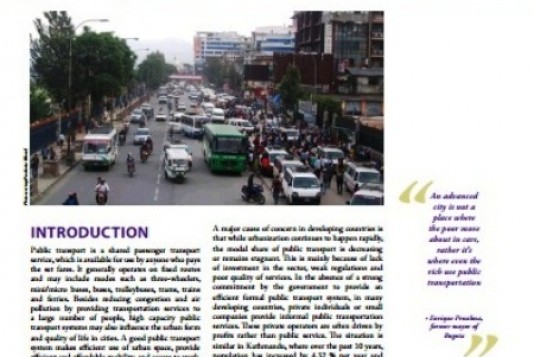 INTRODUCTION
Public transport is a shared passenger transport
service, which is available for use by anyone who pays
the set fares. It generally operates on fixed routes
and may include modes such as three-wheelers,
mini/micro buses, buses, trolleybuses, trams, trains
and ferries. Besides reducing congestion and air
pollution by providing transportation services to
a large number of people, high capacity public
transport systems may also influence the urban form
and quality of life in cities. A good public transport
system makes efficient use of urban space, provide
A major cause of concern in developing countries is
that while urbanization continues to happen rapidly,
the modal share of public transport is decreasing
or remains stagnant. This is mainly because of lack
of investment in the sector, weak regulations and
poor quality of services. In the absence of a strong
commitment by the government to provide an
efficient formal public transport system, in many
developing countries, private individuals or small
companies provide informal public transportation
services. These private operators are often driven by
profits rather than public service. The situation is
similar in Kathmandu, where over the past 10 years,
population has increased by 4.32 % per year and
“
An advanced
city is not a
place where
the poor move
about in cars,
rather it's
where even the
rich use public
transportation
- Enrique Penalosa,
former mayor of
Bogota
”